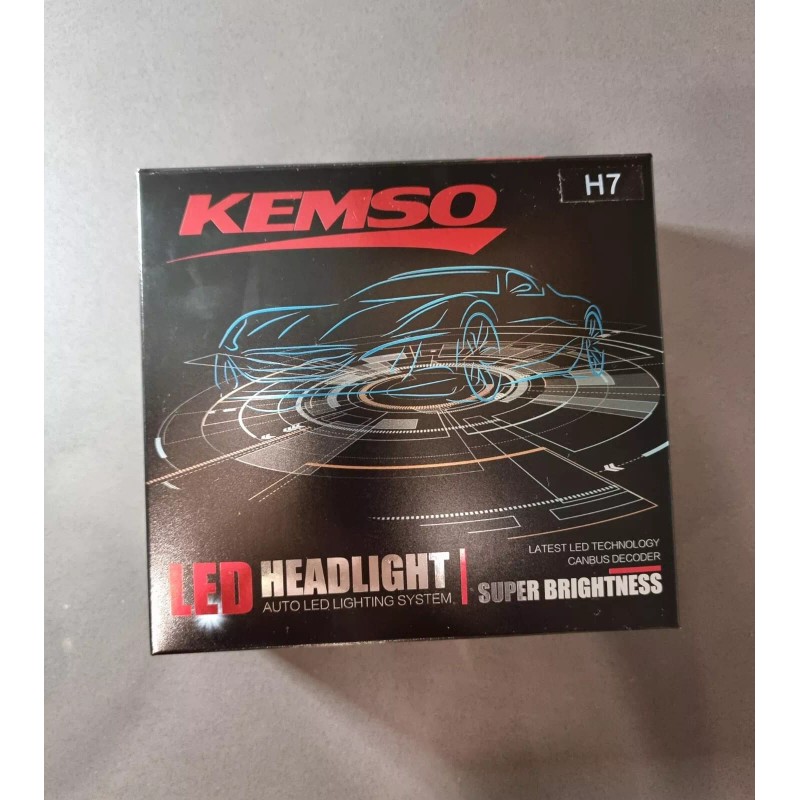 KEMSO
H7
LATEST LED TECHNOLOGY
CANBUS DECODER
LED HEADLIGHT
AUTO LED LIGHTING SYSTEM
SUPER BRIGHTNESS